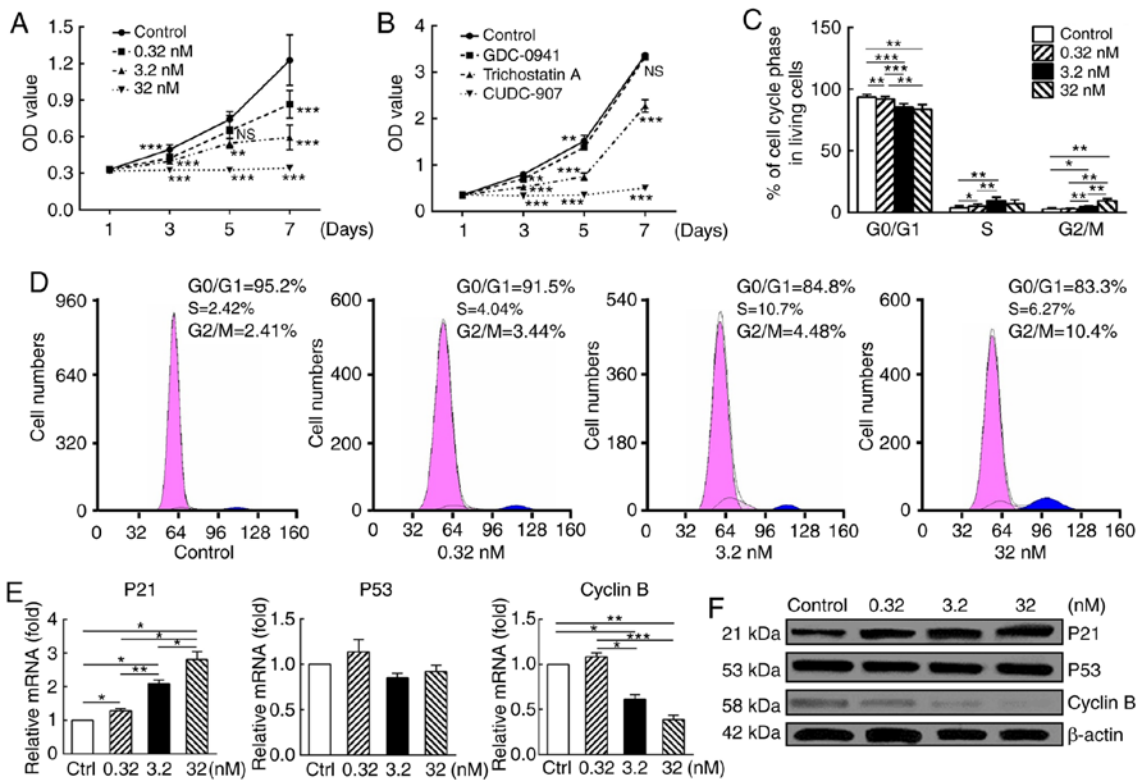 A
Control
0.32 nM
3.2 nM
32 nM
OD value
1.5
1.2
0.9
0.6
0.3
0.0
***
***
***
NS
**
***
***
***
***
1 3 5 7 (Days)
B
Control
GDC-0941
Trichostatin A
CUDC-907
OD value
4
3
2
1
0
**
***
***
**
***
***
NS
***
***
1 3 5 7 (Days)
C
Control
0.32 nM
3.2 nM
32 nM
% of cell cycle phase
in living cells
150
100
50
0
**
***
***
** **
**
* **
**
*
**
** **
G0/G1 S G2/M
D
G0/G1=95.2%
S=2.42%
G2/M=2.41%
Cell numbers
960
640
320
0
0 32 64 96 128 160
Control
G0/G1=91.5%
S=4.04%
G2/M=3.44%
Cell numbers
600
400
200
0
0 32 64 96 128 160
0.32 nM
G0/G1=84.8%
S=10.7%
G2/M=4.48%
Cell numbers
540
360
180
0
0 32 64 96 128 160
3.2 nM
G0/G1=83.3%
S=6.27%
G2/M=10.4%
Cell numbers
600
400
200
0
0 32 64 96 128 160
32 nM
E
P21
Relative mRNA (fold)
4
3
2
1
0
*
*
* *
**
*
Ctrl 0.32 3.2 32 (nM)
P53
Relative mRNA (fold)
1.5
1.0
0.5
0.0
Ctrl 0.32 3.2 32 (nM)
Cyclin B
Relative mRNA (fold)
1.5
1.0
0.5
0.0
**
*
***
*
Ctrl 0.32 3.2 32 (nM)
F
Control 0.32 3.2 32 (nM)
21 kDa P21
53 kDa P53
58 kDa Cyclin B
42 kDa β-actin